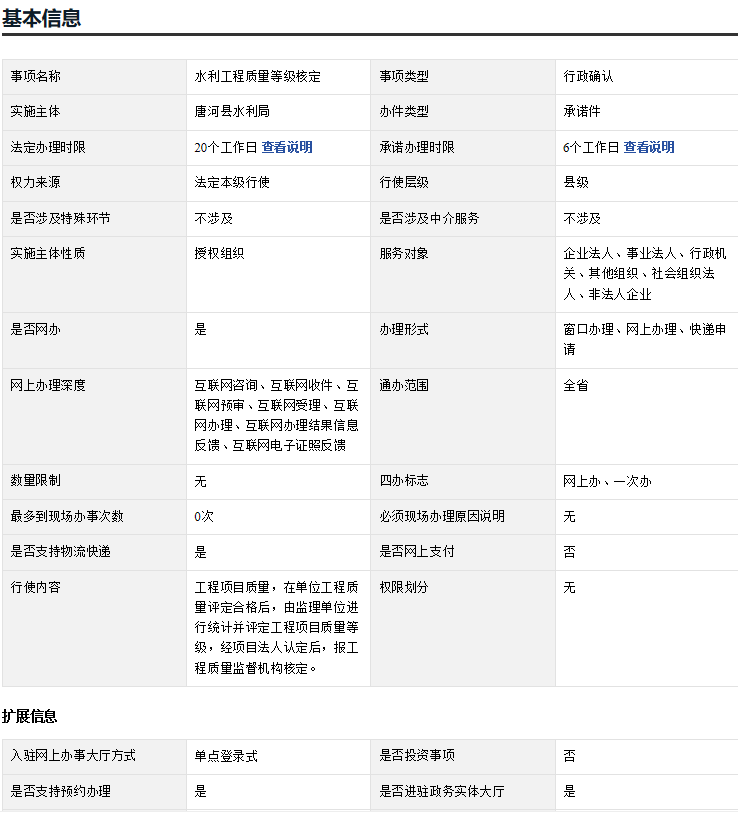 基本信息
事项名称 水利工程质量等级核定 事项类型 行政确认
实施主体 唐河县水利局 办件类型 承诺件
法定办理时限 20个工作日 查看说明 承诺办理时限 6个工作日 查看说明
权力来源 法定本级行使 行使层级 县级
是否涉及特殊环节 不涉及 是否涉及中介服务 不涉及
实施主体性质 授权组织 服务对象 企业法人、事业法人、行政机
关、其他组织、社会组织法
人、非法人企业
是否网办 是 办理形式 窗口办理、网上办理、快递申
请
网上办理深度 互联网咨询、互联网收件、互 通办范围 全省
联网预审、互联网受理、互联
网办理、互联网办理结果信息
反馈、互联网电子证照反馈
数量限制 无 四办标志 网上办、一次办
最多到现场办事次数 0次 必须现场办理原因说明 无
是否支持物流快递 是 是否网上支付 否
行使内容 工程项目质量，在单位工程质 权限划分 无
量评定合格后，由监理单位进
行统计并评定工程项目质量等
级，经项目法人认定后，报工
程质量监督机构核定。
扩展信息
入驻网上办事大厅方式 单点登录式 是否投资事项 否
是否支持预约办理 是 是否进驻政务实体大厅 是